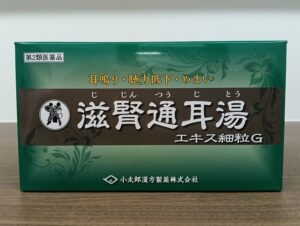 第2類医薬品
耳鳴り・聴力低下・めまい
じじんつうじとう
滋腎通耳湯
エキス細粒G
小太郎漢方製薬株式会社